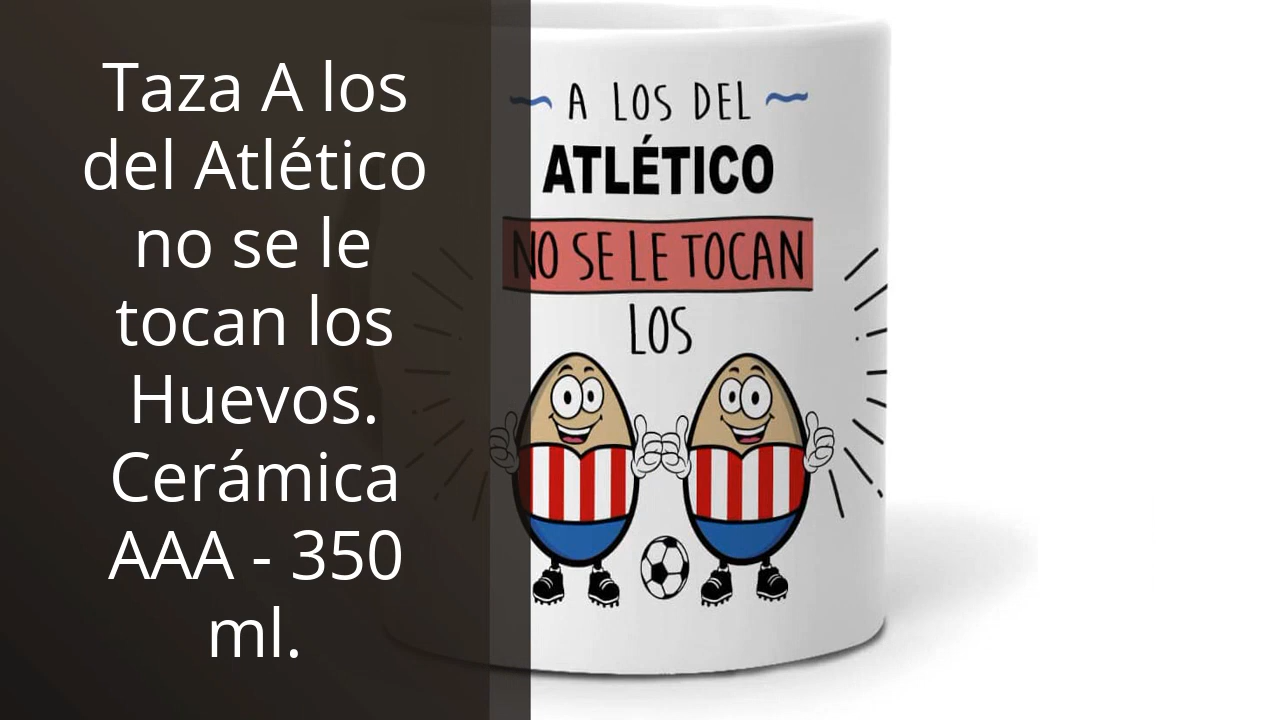 Taza A los
del Atlético
no se le
tocan los
Huevos.
Cerámica
AAA - 350
ml.
A LOS DEL
ATLÉTICO
NO SE LE TOCAN
LOS